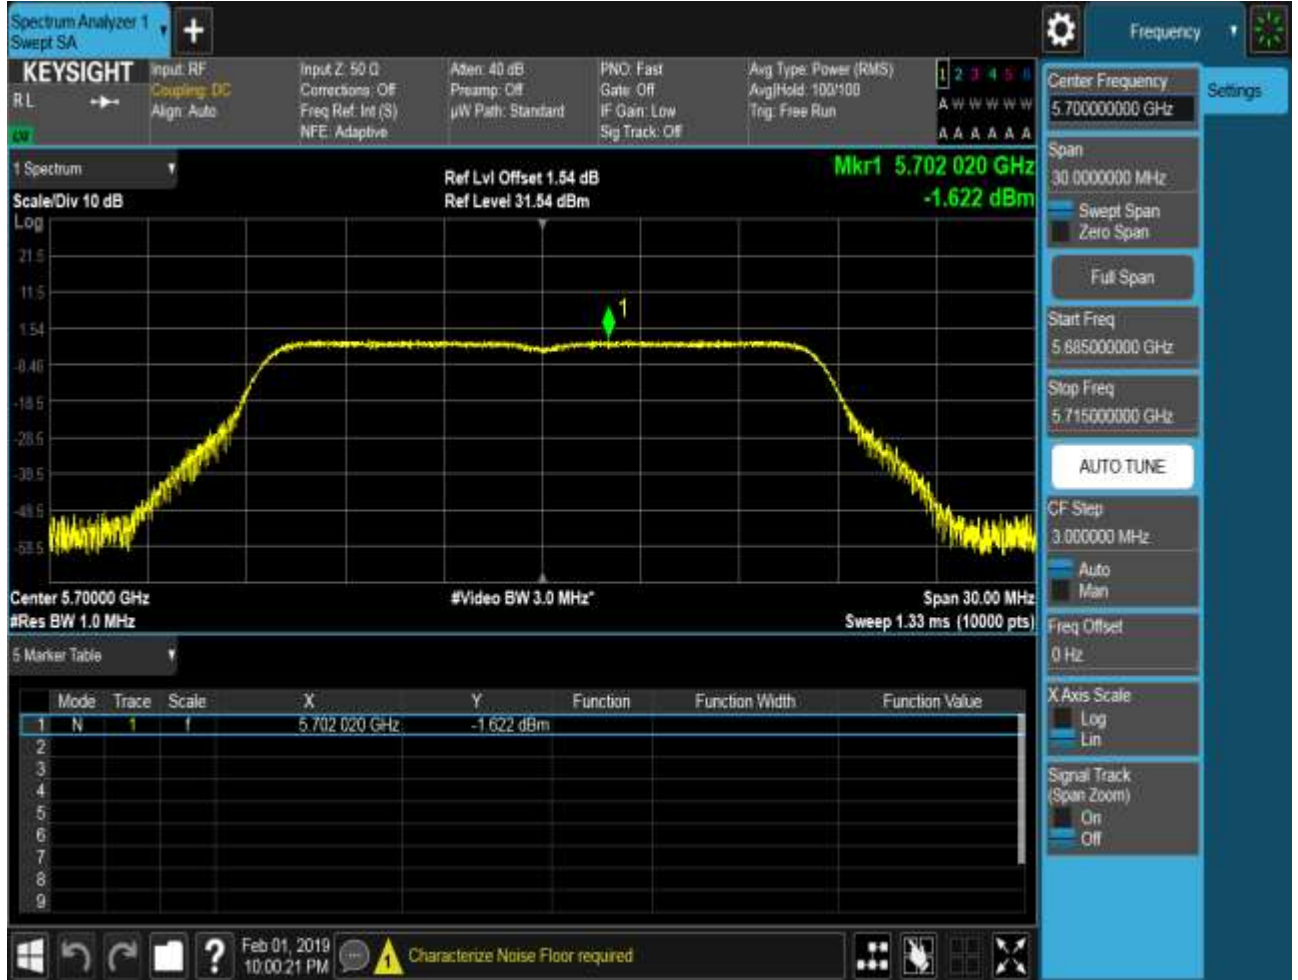 Spectrum Analyzer 1
Swept SA
+
Frequency
KEYSIGHT
RL
Input: RF
Coupling: DC
Align: Auto
Input Z: 50 Ω
Corrections: Off
Freq Ref: Int (S)
NFE: Adaptive
Atten: 40 dB
Preamp: Off
µW Path: Standard
PNO: Fast
Gate: Off
IF Gain: Low
Sig Track: Off
Avg Type: Power (RMS)
Avg|Hold: 100/100
Trig: Free Run
1 2 3 4 5 6
A W W W W W
A A A A A A
1 Spectrum
Scale/Div 10 dB
Log
Ref Lvl Offset 1.54 dB
Ref Level 31.54 dBm
Mkr1 5.702 020 GHz
-1.622 dBm
21.5
11.5
1.54
-8.46
-18.5
-28.5
-38.5
-48.5
-58.5
1
Center 5.70000 GHz
#Res BW 1.0 MHz
#Video BW 3.0 MHz*
Span 30.00 MHz
Sweep 1.33 ms (10000 pts)
5 Marker Table
Mode Trace Scale X Y Function Function Width Function Value
1 N 1 f 5.702 020 GHz -1.622 dBm
2
3
4
5
6
7
8
9
Center Frequency
5.700000000 GHz
Settings
Span
30.0000000 MHz
Swept Span
Zero Span
Full Span
Start Freq
5.685000000 GHz
Stop Freq
5.715000000 GHz
AUTO TUNE
CF Step
3.000000 MHz
Auto
Man
Freq Offset
0 Hz
X Axis Scale
Log
Lin
Signal Track
(Span Zoom)
On
Off
?
Feb 01, 2019
10:00:21 PM
1
Characterize Noise Floor required